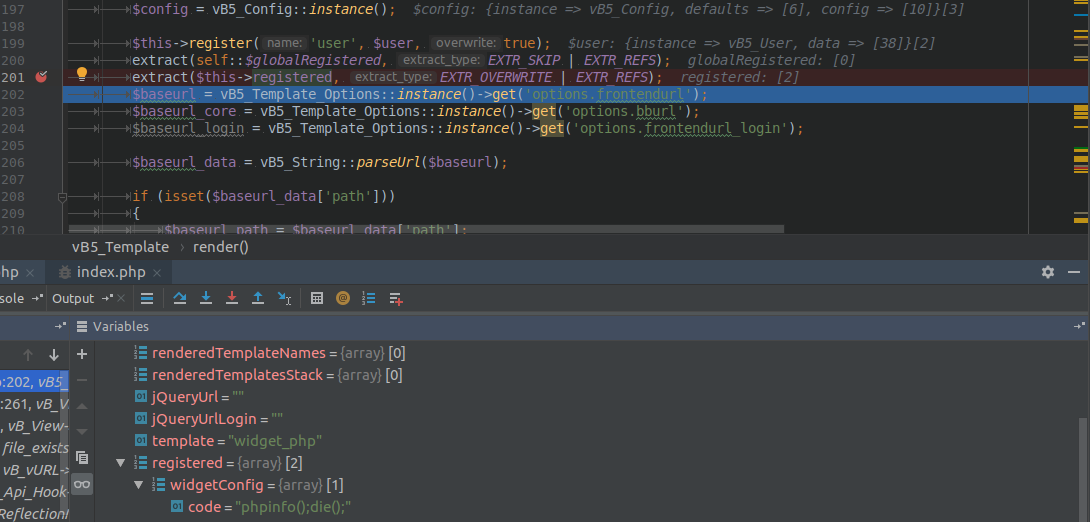 197 $config = vB5_Config::instance(); $config: {instance => vB5_Config, defaults => [6], config => [10]}[3]
198
199 $this->register( name: 'user', $user, overwrite: true); $user: {instance => vB5_User, data => [38]}[2]
200 extract(self::$globalRegistered, extract_type: EXTR_SKIP | EXTR_REFS); globalRegistered: [0]
201 extract($this->registered, extract_type: EXTR_OVERWRITE | EXTR_REFS); registered: [2]
202 $baseurl = vB5_Template_Options::instance()->get('options.frontendurl');
203 $baseurl_core = vB5_Template_Options::instance()->get('options.bburl');
204 $baseurl_login = vB5_Template_Options::instance()->get('options.frontendurl_login');
205
206 $baseurl_data = vB5_String::parseUrl($baseurl);
207
208 if (isset($baseurl_data['path']))
209 {
210 $baseurl_path = $baseurl_data['path'];
vB5_Template › render()
hp × index.php ×
sole Output ×
Variables
renderedTemplateNames = {array} [0]
renderedTemplatesStack = {array} [0]
:202, vB5_
jQueryUrl = ""
:261, vB_V
jQueryUrlLogin = ""
, vB_View-
template = "widget_php"
file_exists
registered = {array} [2]
vB_vURL->
widgetConfig = {array} [1]
_Api_Hook-
code = "phpinfo();die();"
ReflectionM